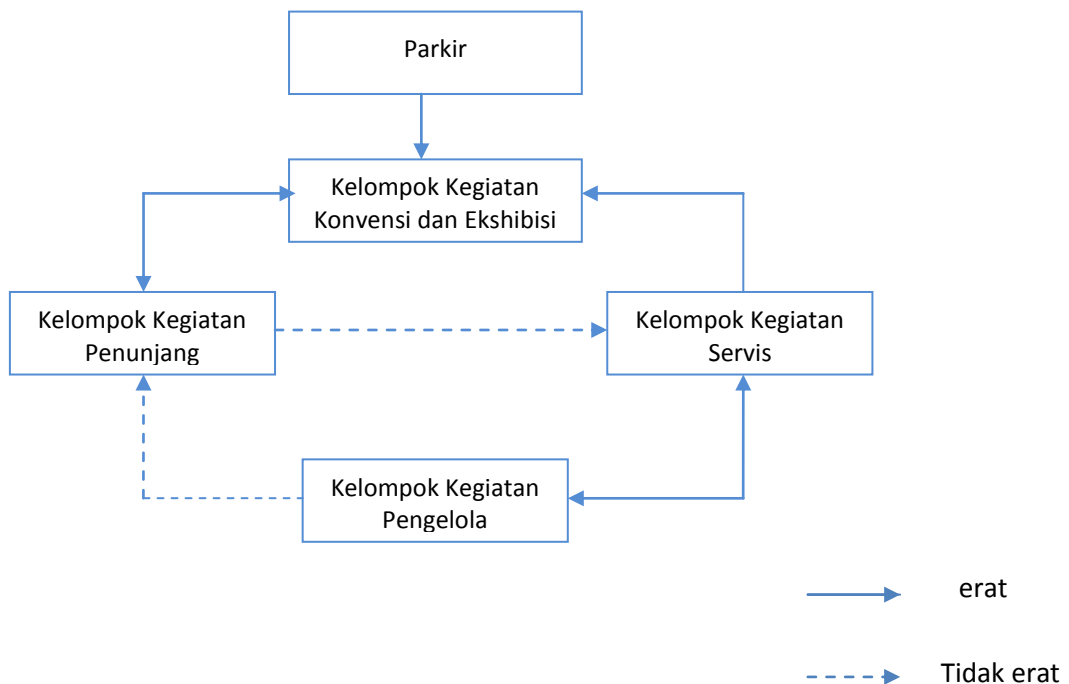 Parkir
Kelompok Kegiatan
Konvensi dan Ekshibisi
Kelompok Kegiatan
Penunjang
Kelompok Kegiatan
Servis
Kelompok Kegiatan
Pengelola
erat
Tidak erat